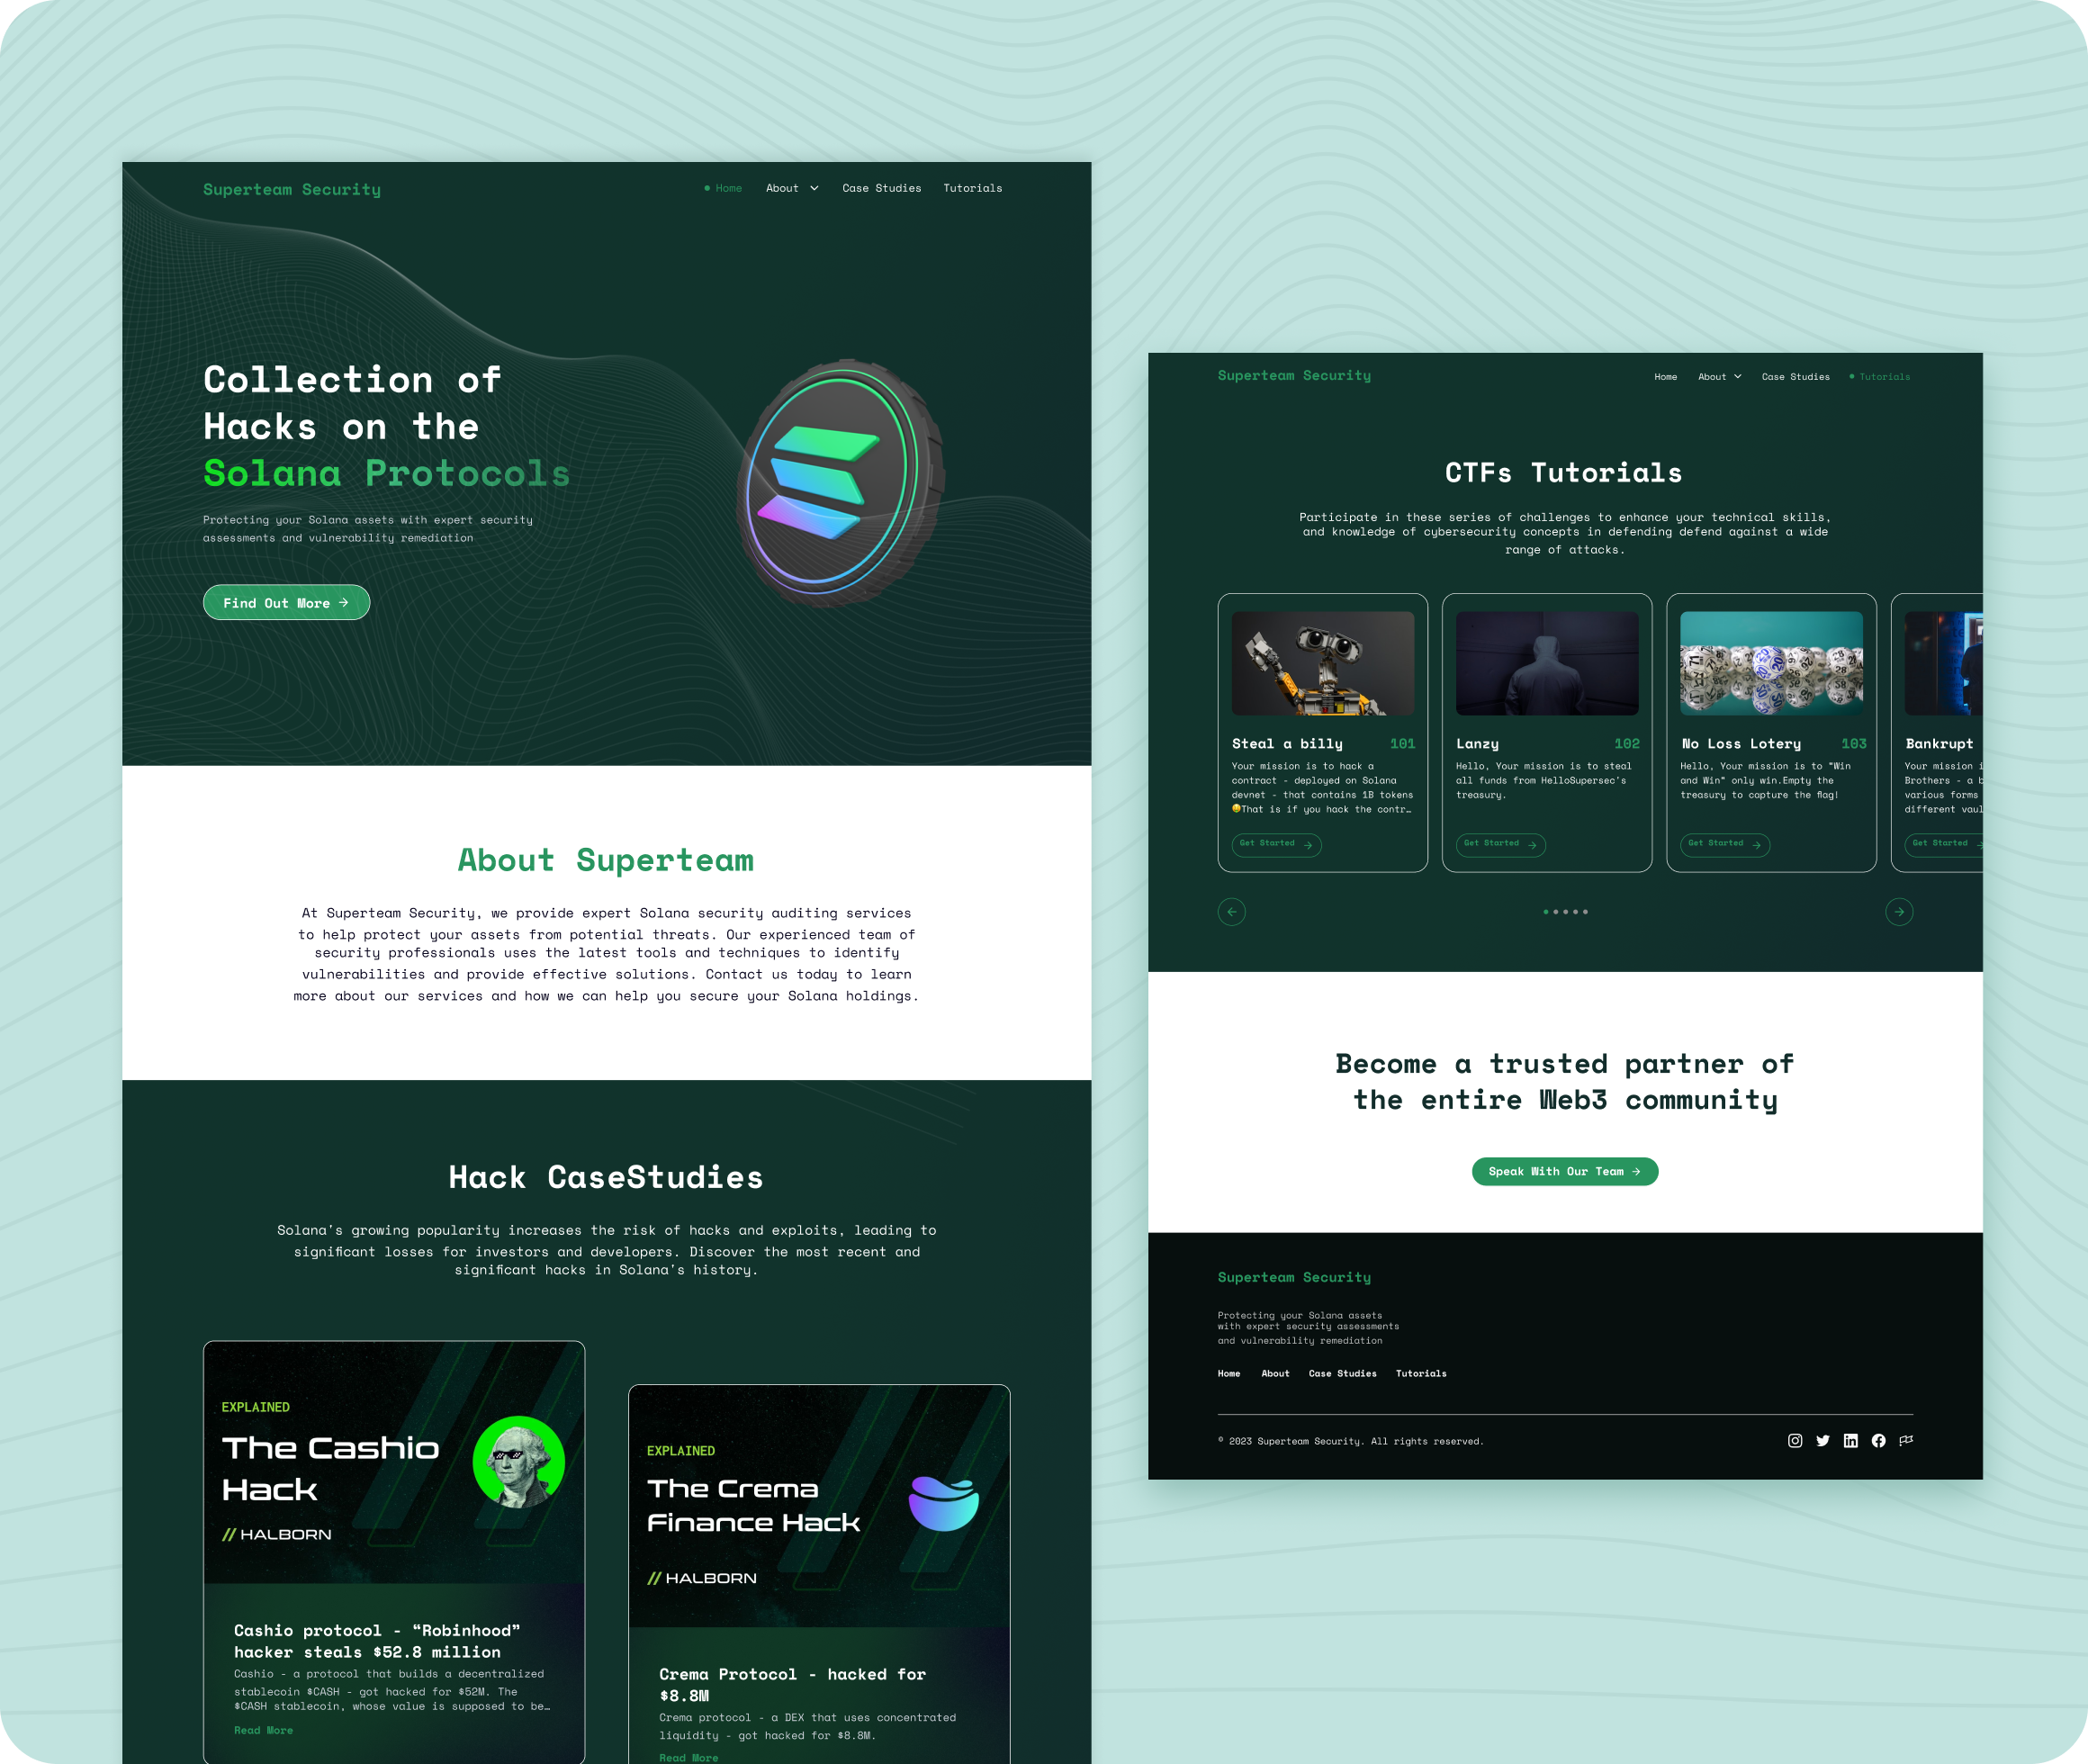 Superteam Security
Home About Case Studies Tutorials
Collection of
Hacks on the
Solana Protocols
Protecting your Solana assets with expert security
assessments and vulnerability remediation
Find Out More
About Superteam
At Superteam Security, we provide expert Solana security auditing services
to help protect your assets from potential threats. Our experienced team of
security professionals uses the latest tools and techniques to identify
vulnerabilities and provide effective solutions. Contact us today to learn
more about our services and how we can help you secure your Solana holdings.
Hack CaseStudies
Solana's growing popularity increases the risk of hacks and exploits, leading to
significant losses for investors and developers. Discover the most recent and
significant hacks in Solana's history.
EXPLAINED
The Cashio
Hack
HALBORN
Cashio protocol - “Robinhood”
hacker steals $52.8 million
Cashio - a protocol that builds a decentralized
stablecoin $CASH - got hacked for $52M. The
$CASH stablecoin, whose value is supposed to be…
Read More
EXPLAINED
The Crema
Finance Hack
HALBORN
Crema Protocol - hacked for
$8.8M
Crema protocol - a DEX that uses concentrated
liquidity - got hacked for $8.8M.
Read More
Superteam Security
Home About Case Studies Tutorials
CTFs Tutorials
Participate in these series of challenges to enhance your technical skills,
and knowledge of cybersecurity concepts in defending defend against a wide
range of attacks.
Steal a billy 101
Your mission is to hack a
contract - deployed on Solana
devnet - that contains 1B tokens
🤑That is if you hack the contr…
Get Started
Lanzy 102
Hello, Your mission is to steal
all funds from HelloSupersec's
treasury.
Get Started
No Loss Lotery 103
Hello, Your mission is to “Win
and Win“ only win.Empty the
treasury to capture the flag!
Get Started
Bankrupt
Your mission i
Brothers - a b
various forms
different vaul
Get Started
Become a trusted partner of
the entire Web3 community
Speak With Our Team
Superteam Security
Protecting your Solana assets
with expert security assessments
and vulnerability remediation
Home About Case Studies Tutorials
© 2023 Superteam Security. All rights reserved.